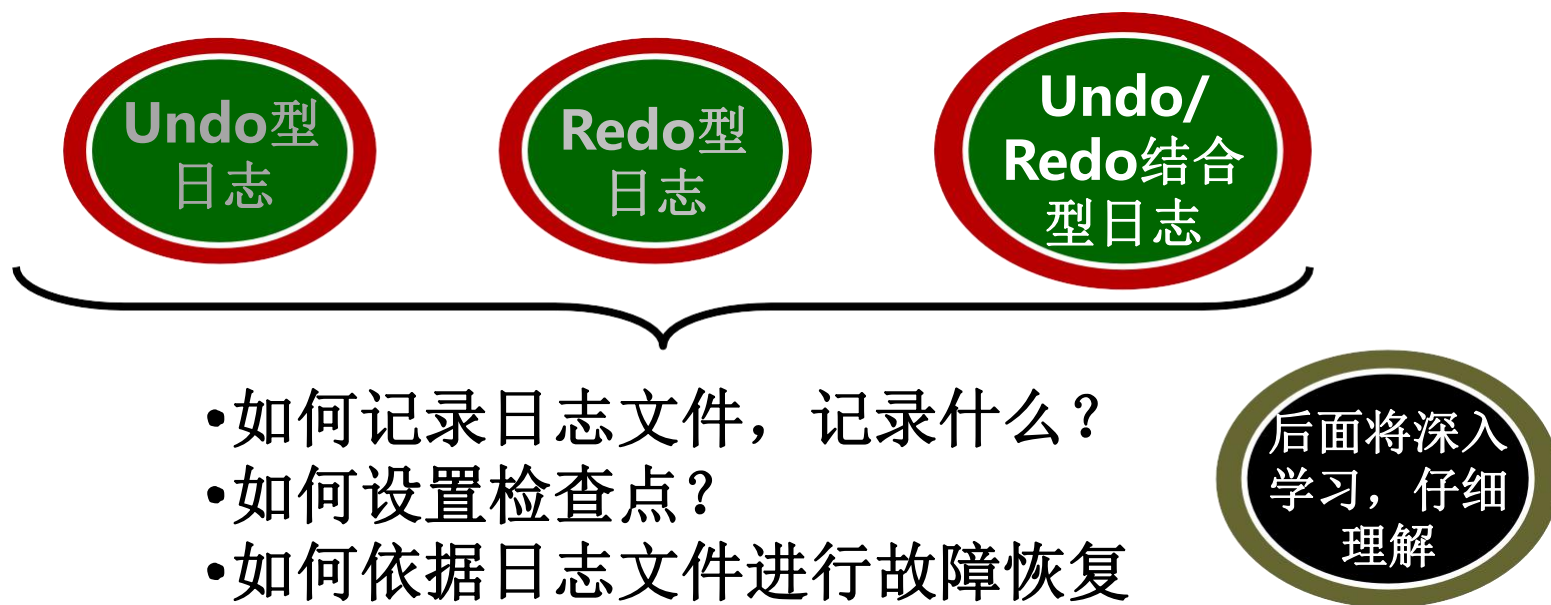 Undo型
日志
Redo型
日志
Undo/
Redo结合
型日志
•如何记录日志文件，记录什么？
•如何设置检查点？
•如何依据日志文件进行故障恢复
后面将深入
学习，仔细
理解